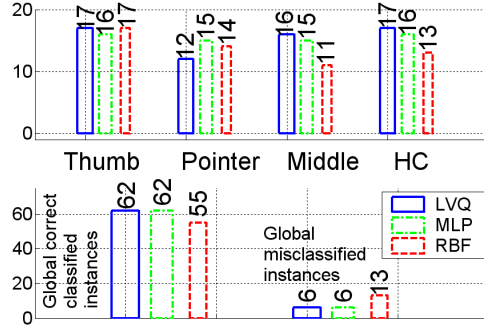 20
17 16 17 12 15 14 16 15 11 17 16 13
10
0
Thumb Pointer Middle HC
62 62 55
60
40
20
0
Global correct
classified
instances
Global
misclassified
instances
6 6 13
LVQ
MLP
RBF